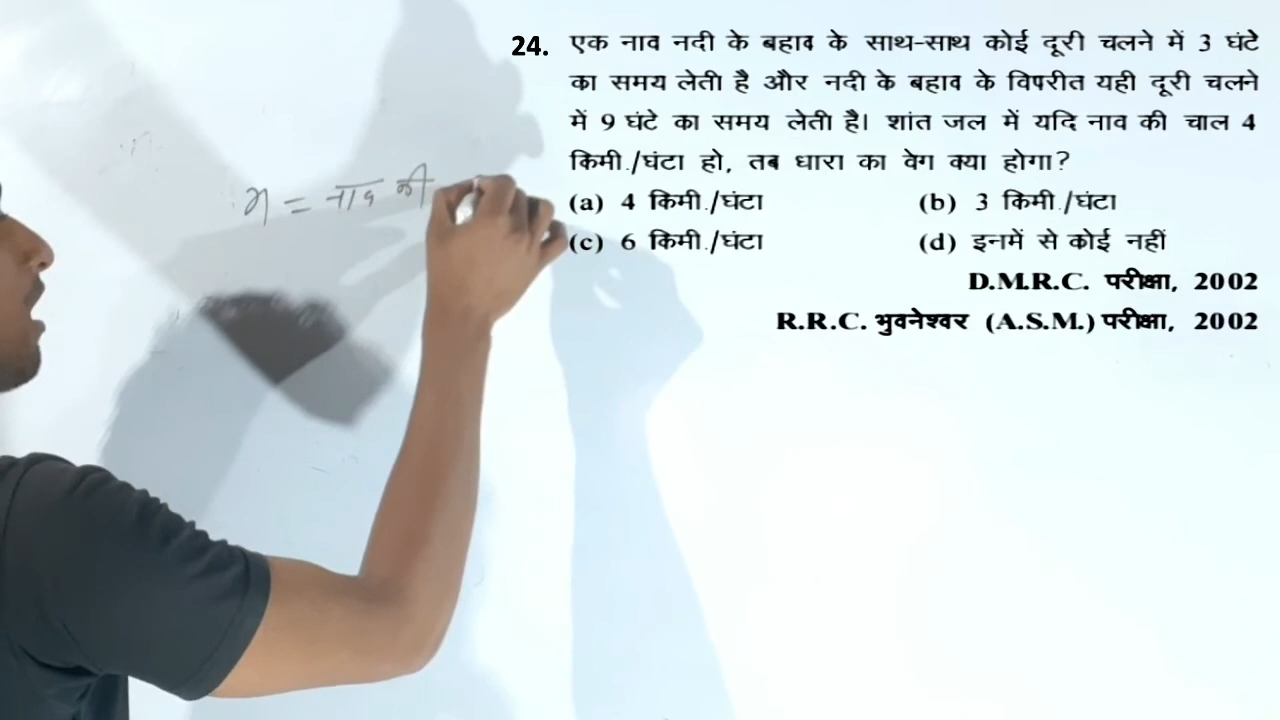 24. एक नाव नदी के बहाव के साथ-साथ कोई दूरी चलने में 3 घंटे
का समय लेती है और नदी के बहाव के विपरीत यही दूरी चलने
में 9 घंटे का समय लेती है। शांत जल में यदि नाव की चाल 4
किमी./घंटा हो, तब धारा का वेग क्या होगा?
(a) 4 किमी./घंटा (b) 3 किमी./घंटा
(c) 6 किमी./घंटा (d) इनमें से कोई नहीं
D.M.R.C. परीक्षा, 2002
R.R.C. भुवनेश्वर (A.S.M.) परीक्षा, 2002
= नाव की